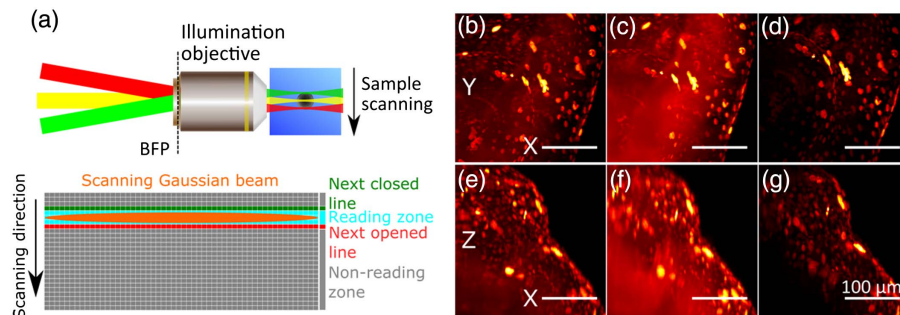 (a)
Illumination
objective
Sample
scanning
BFP
Scanning Gaussian beam
Scanning direction
Next closed
line
Reading zone
Next opened
line
Non-reading
zone
(b)
(c)
(d)
Y
X
(e)
(f)
(g)
Z
X
100 μm